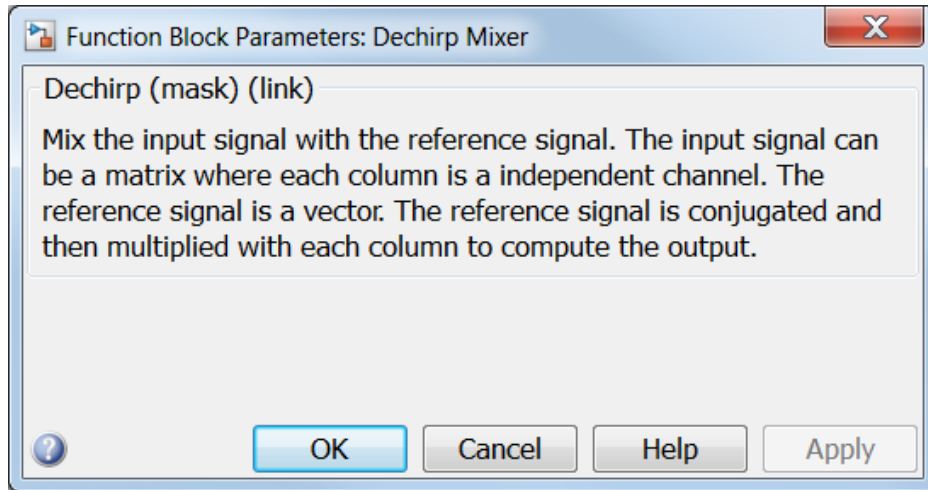 Function Block Parameters: Dechirp Mixer
Dechirp (mask) (link)
Mix the input signal with the reference signal. The input signal can
be a matrix where each column is a independent channel. The
reference signal is a vector. The reference signal is conjugated and
then multiplied with each column to compute the output.
OK Cancel Help Apply